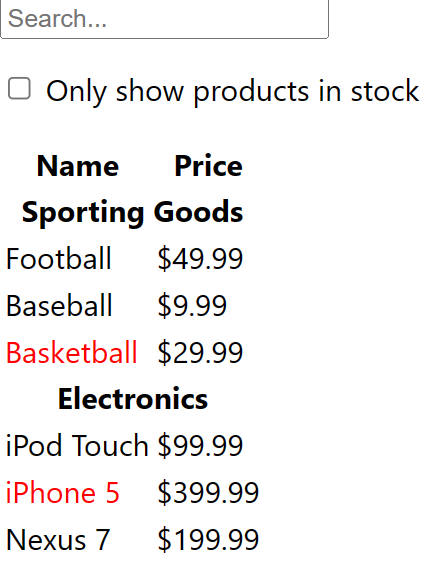 Search...
Only show products in stock
Name Price
Sporting Goods
Football $49.99
Baseball $9.99
Basketball $29.99
Electronics
iPod Touch $99.99
iPhone 5 $399.99
Nexus 7 $199.99